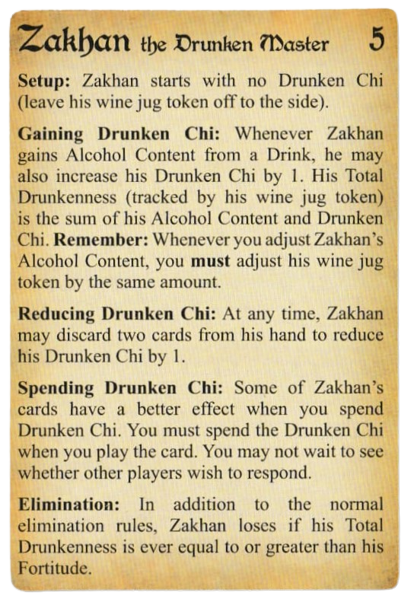 Zakhan the Drunken Master 5
Setup: Zakhan starts with no Drunken Chi
(leave his wine jug token off to the side).
Gaining Drunken Chi: Whenever Zakhan
gains Alcohol Content from a Drink, he may
also increase his Drunken Chi by 1. His Total
Drunkenness (tracked by his wine jug token)
is the sum of his Alcohol Content and Drunken
Chi. Remember: Whenever you adjust Zakhan's
Alcohol Content, you must adjust his wine jug
token by the same amount.
Reducing Drunken Chi: At any time, Zakhan
may discard two cards from his hand to reduce
his Drunken Chi by 1.
Spending Drunken Chi: Some of Zakhan's
cards have a better effect when you spend
Drunken Chi. You must spend the Drunken Chi
when you play the card. You may not wait to see
whether other players wish to respond.
Elimination: In addition to the normal
elimination rules, Zakhan loses if his Total
Drunkenness is ever equal to or greater than his
Fortitude.